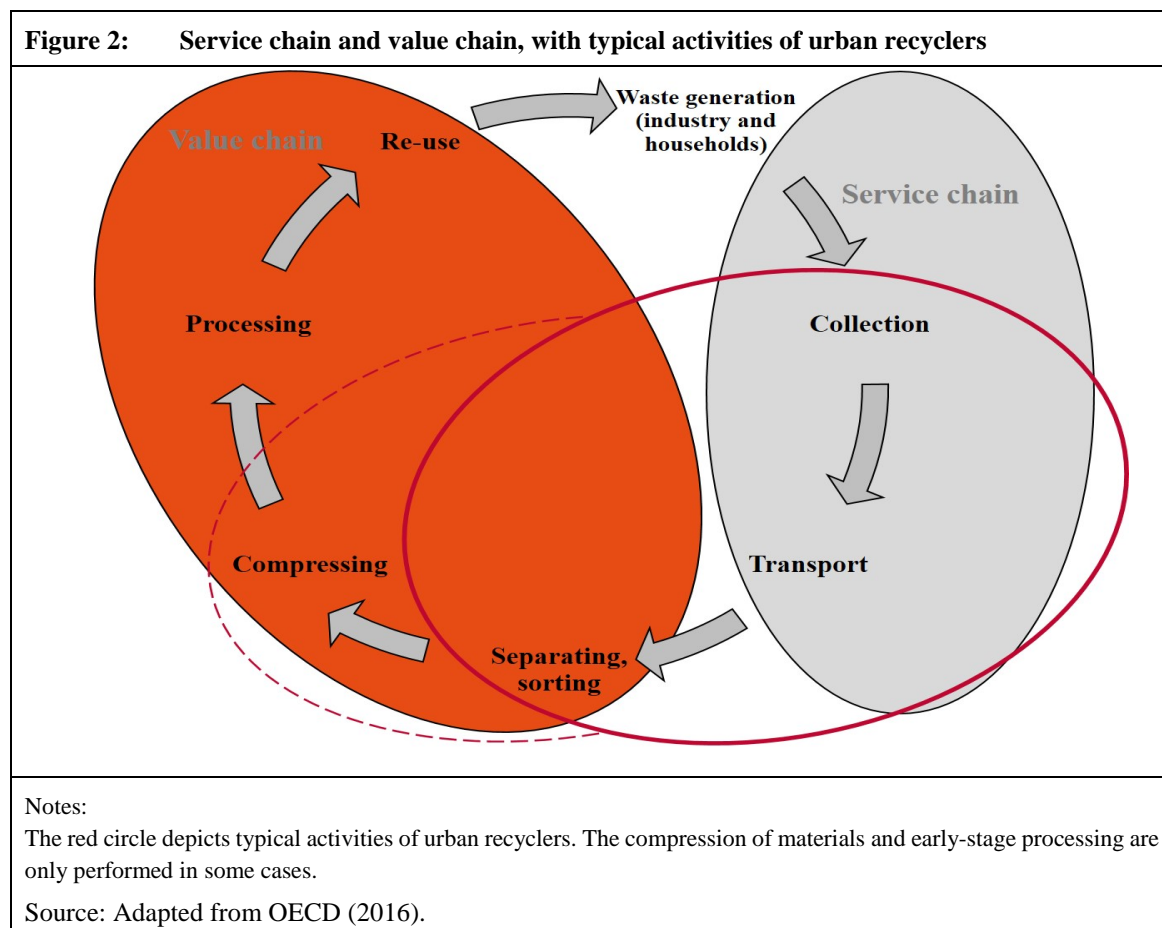 Figure 2: Service chain and value chain, with typical activities of urban recyclers
Value chain
Re-use
Waste generation
(industry and
households)
Service chain
Processing
Collection
Compressing
Transport
Separating,
sorting
Notes:
The red circle depicts typical activities of urban recyclers. The compression of materials and early-stage processing are
only performed in some cases.
Source: Adapted from OECD (2016).